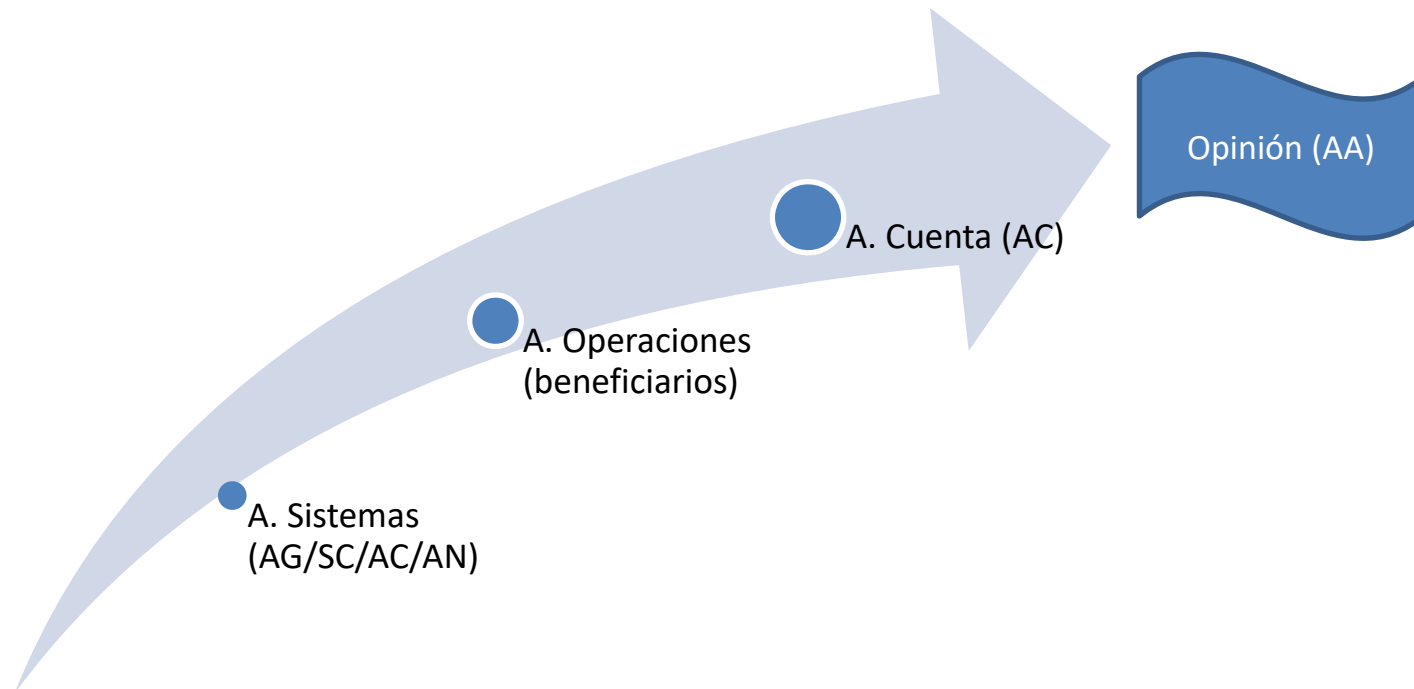 Opinión (AA)
A. Cuenta (AC)
A. Operaciones
(beneficiarios)
A. Sistemas
(AG/SC/AC/AN)